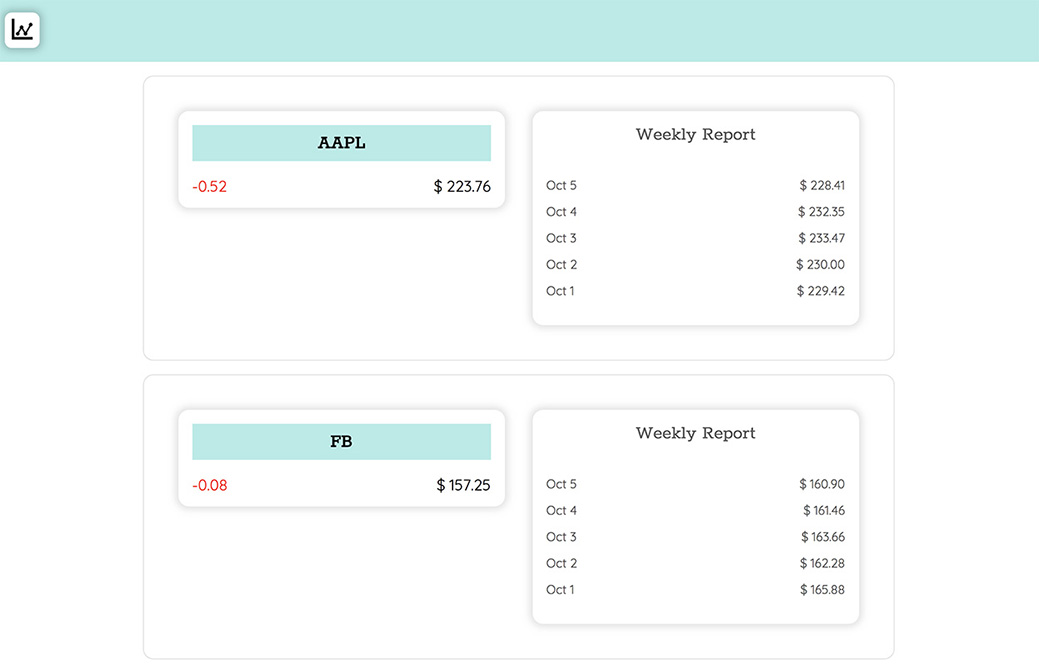 AAPL
-0.52 $ 223.76
Weekly Report
Oct 5 $ 228.41
Oct 4 $ 232.35
Oct 3 $ 233.47
Oct 2 $ 230.00
Oct 1 $ 229.42
FB
-0.08 $ 157.25
Weekly Report
Oct 5 $ 160.90
Oct 4 $ 161.46
Oct 3 $ 163.66
Oct 2 $ 162.28
Oct 1 $ 165.88